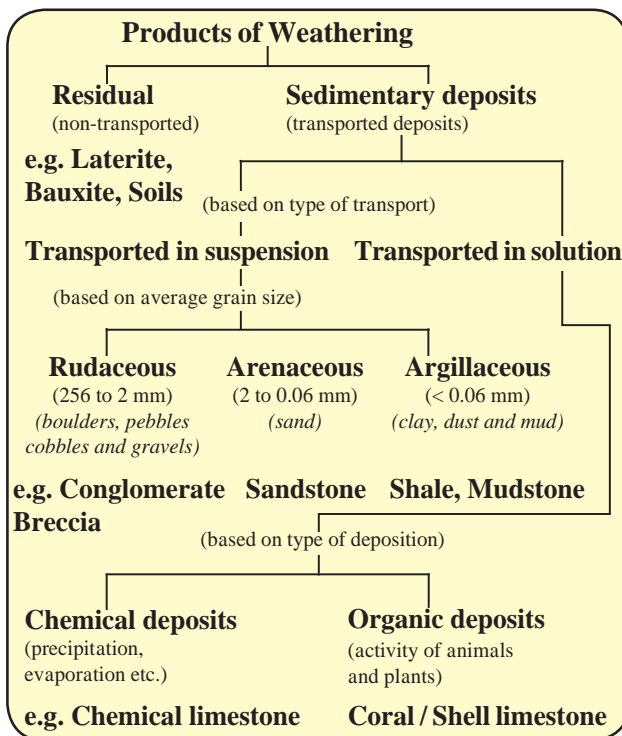 Products of Weathering
Residual
(non-transported)
e.g. Laterite,
Bauxite, Soils
Sedimentary deposits
(transported deposits)
(based on type of transport)
Transported in suspension
Transported in solution
(based on average grain size)
Rudaceous
(256 to 2 mm)
(boulders, pebbles
cobbles and gravels)
Arenaceous
(2 to 0.06 mm)
(sand)
Argillaceous
(< 0.06 mm)
(clay, dust and mud)
e.g. Conglomerate
Breccia
Sandstone
Shale, Mudstone
(based on type of deposition)
Chemical deposits
(precipitation,
evaporation etc.)
e.g. Chemical limestone
Organic deposits
(activity of animals
and plants)
Coral / Shell limestone